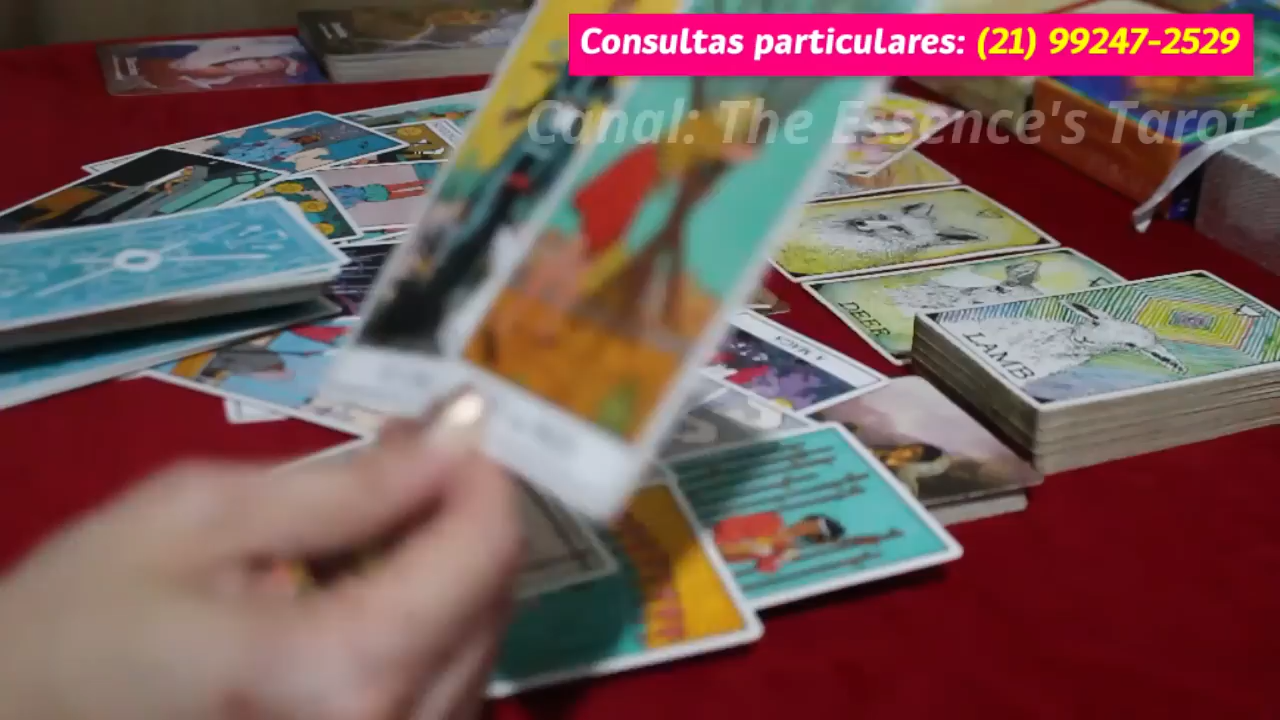 Consultas particulares: (21) 99247-2529
Canal: The Essence's Tarot
DEER
LAMB